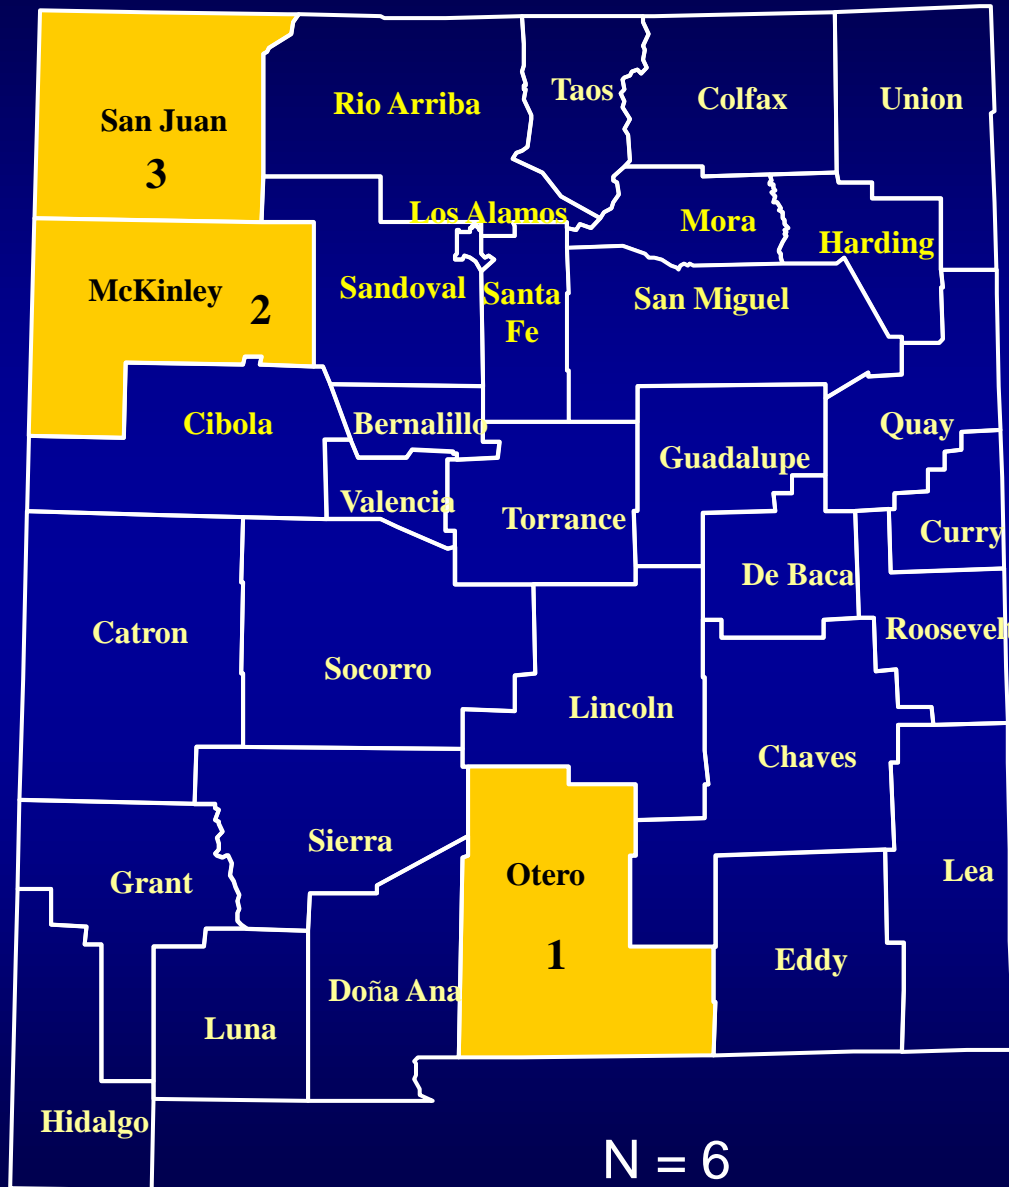 Taos
Colfax
Union
Rio Arriba
San Juan
3
Los Alamos
Mora
Harding
McKinley
2
Sandoval
Santa
Fe
San Miguel
Cibola
Bernalillo
Quay
Guadalupe
Valencia
Torrance
Curry
De Baca
Catron
Roosevelt
Socorro
Lincoln
Chaves
Sierra
Otero
1
Grant
Lea
Eddy
Doña Ana
Luna
Hidalgo
N = 6